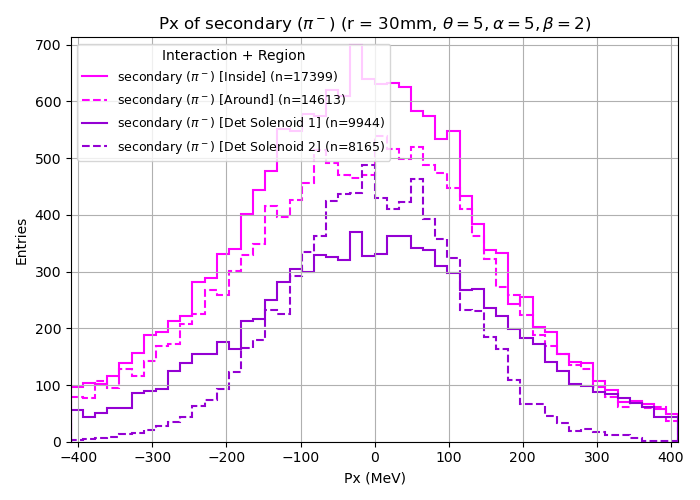 Px of secondary (π⁻) (r = 30mm, θ = 5, α = 5, β = 2)
Interaction + Region
secondary (π⁻) [Inside] (n=17399)
secondary (π⁻) [Around] (n=14613)
secondary (π⁻) [Det Solenoid 1] (n=9944)
secondary (π⁻) [Det Solenoid 2] (n=8165)
Entries
700
600
500
400
300
200
100
0
−400 −300 −200 −100 0 100 200 300 400
Px (MeV)